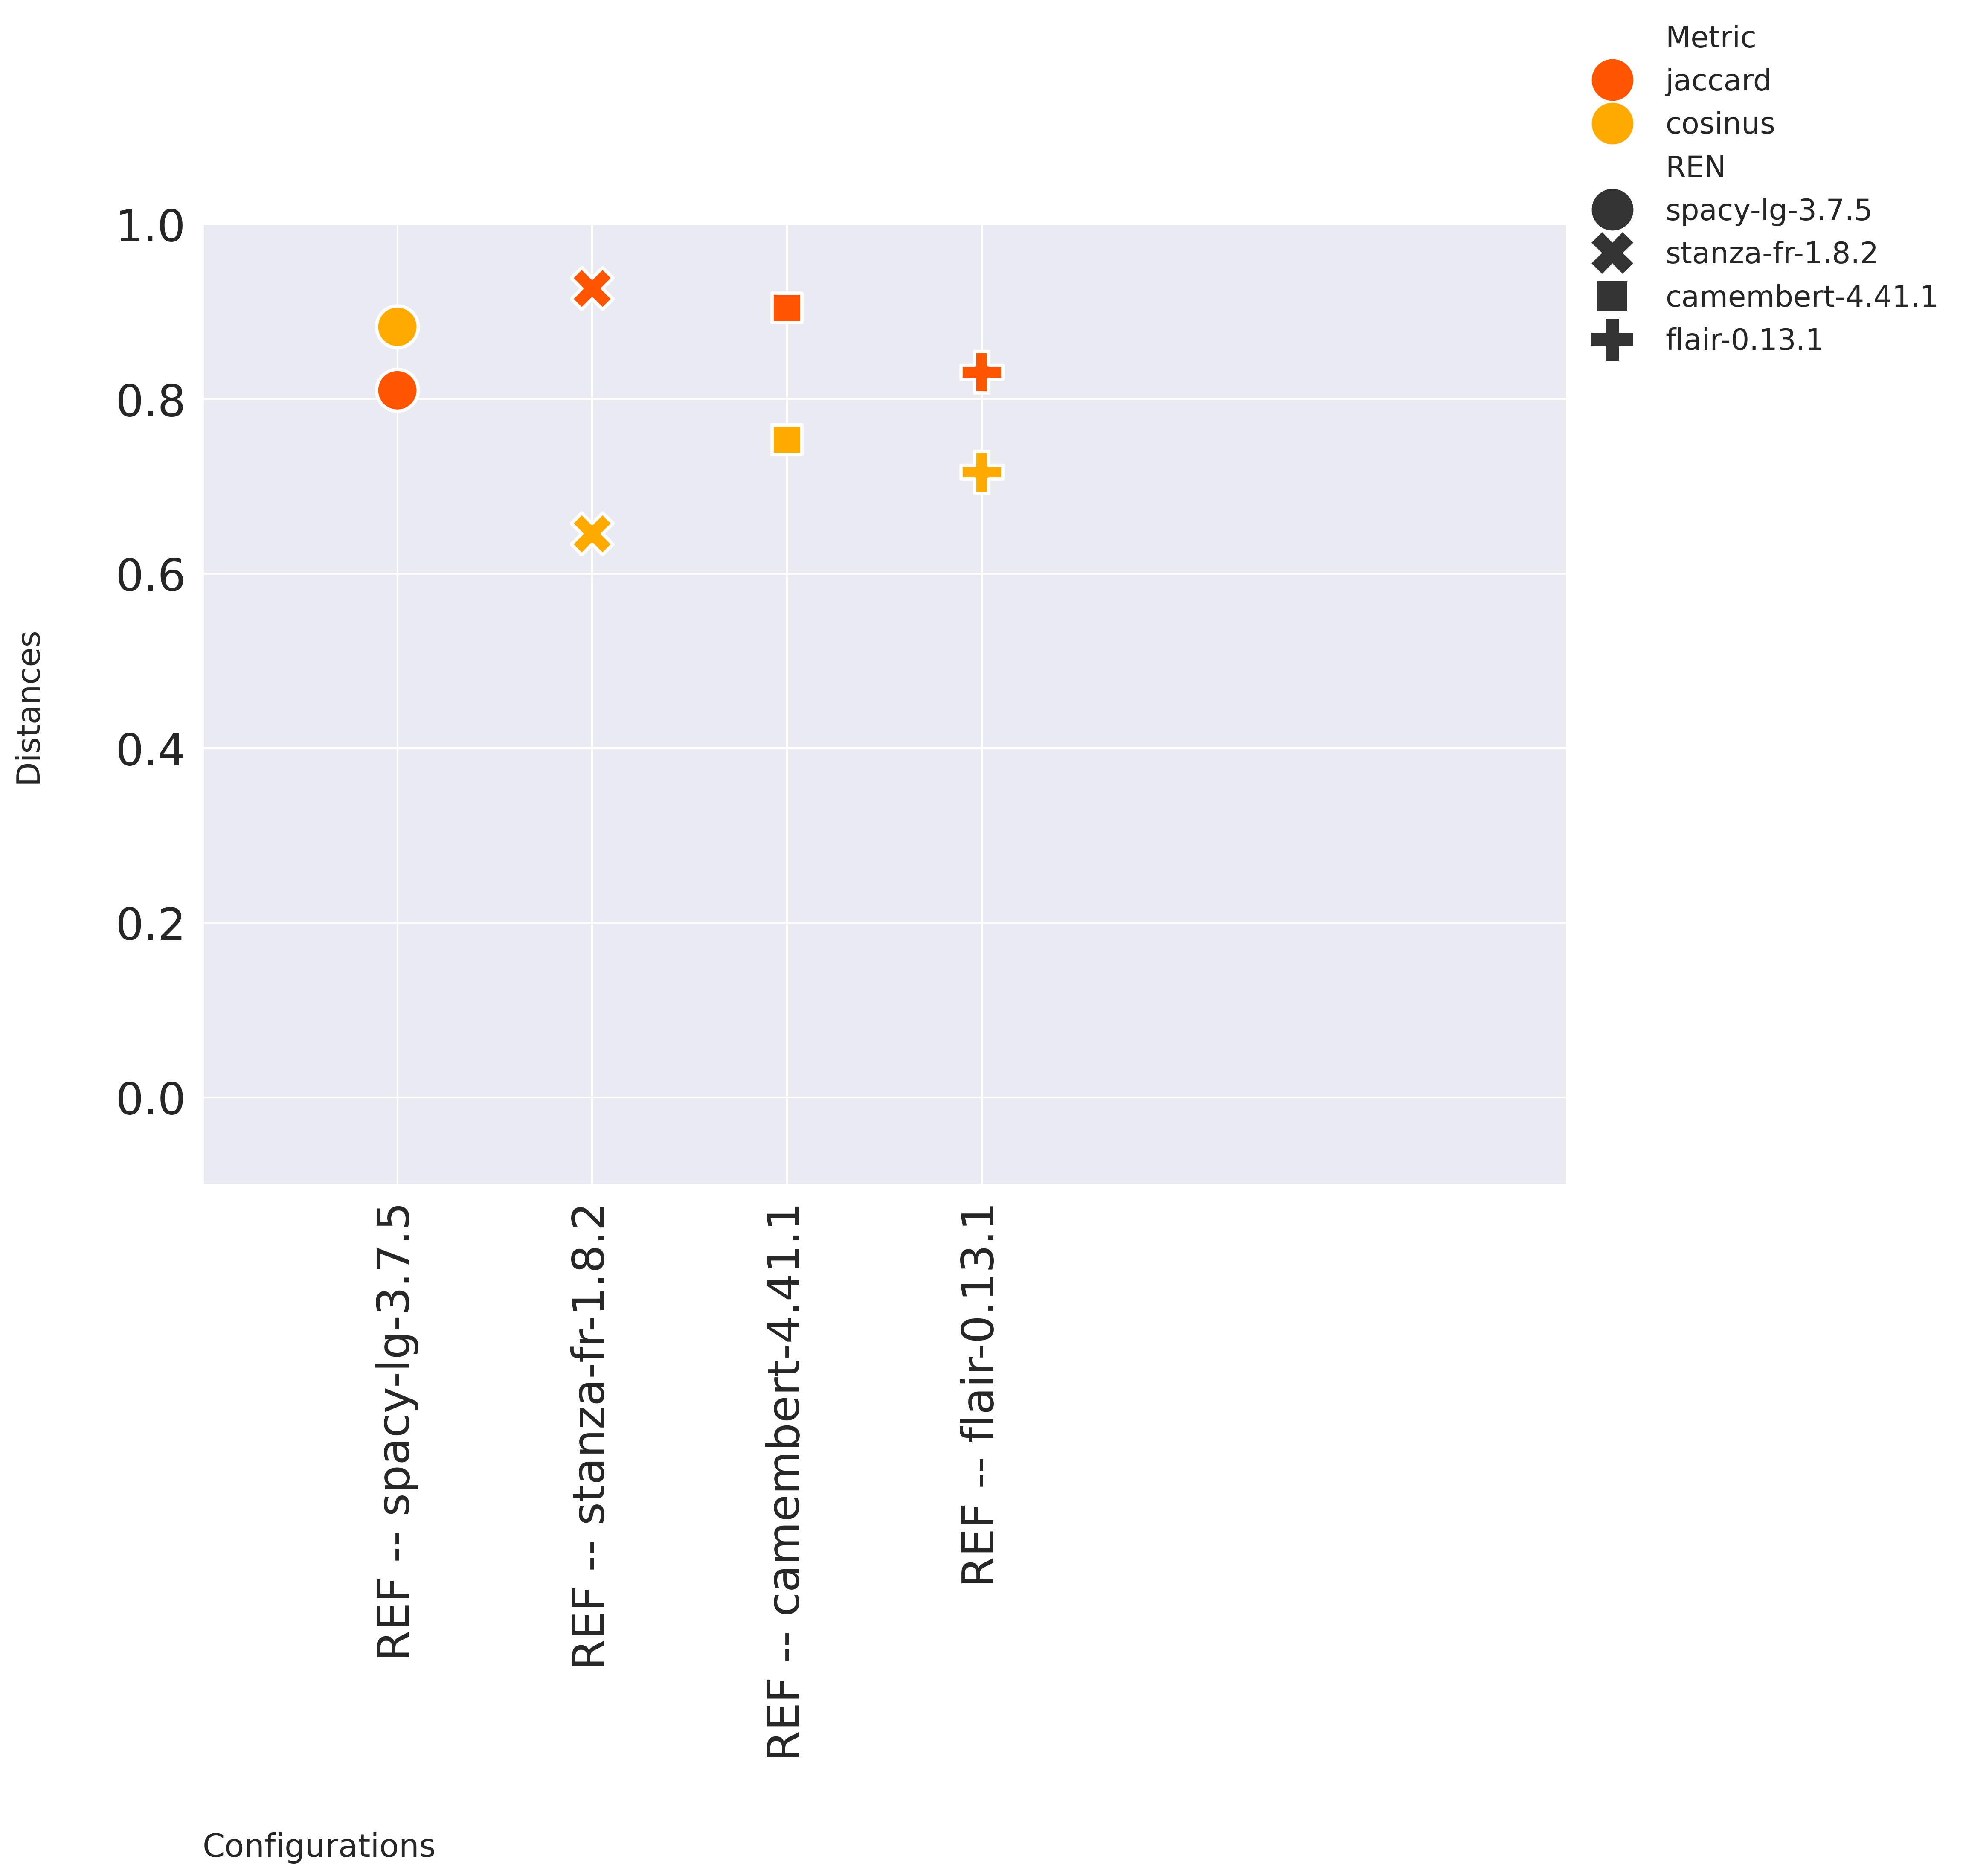 Metric
jaccard
cosinus
REN
spacy-lg-3.7.5
stanza-fr-1.8.2
camembert-4.41.1
flair-0.13.1
1.0
0.8
0.6
0.4
0.2
0.0
Distances
REF -- spacy-lg-3.7.5
REF -- stanza-fr-1.8.2
REF -- camembert-4.41.1
REF -- flair-0.13.1
Configurations